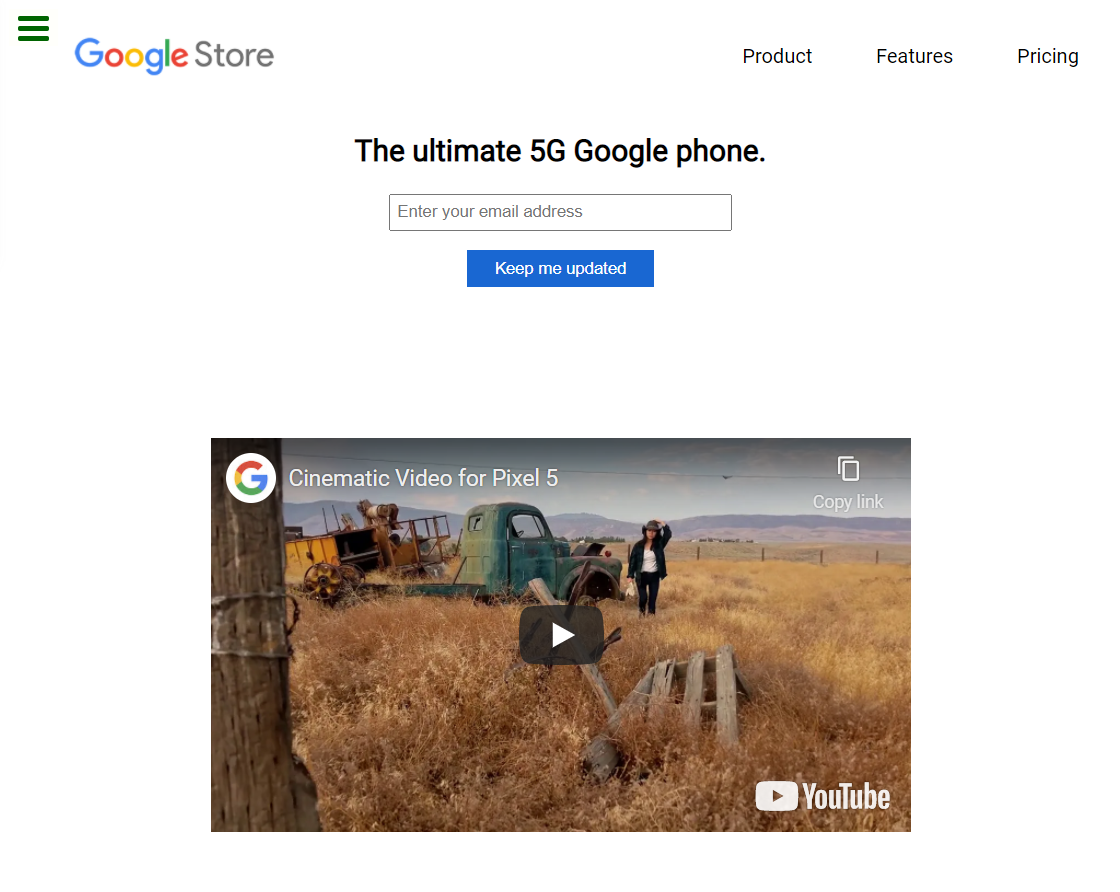 Google Store
Product
Features
Pricing
The ultimate 5G Google phone.
Enter your email address
Keep me updated
Cinematic Video for Pixel 5
Copy link
YouTube